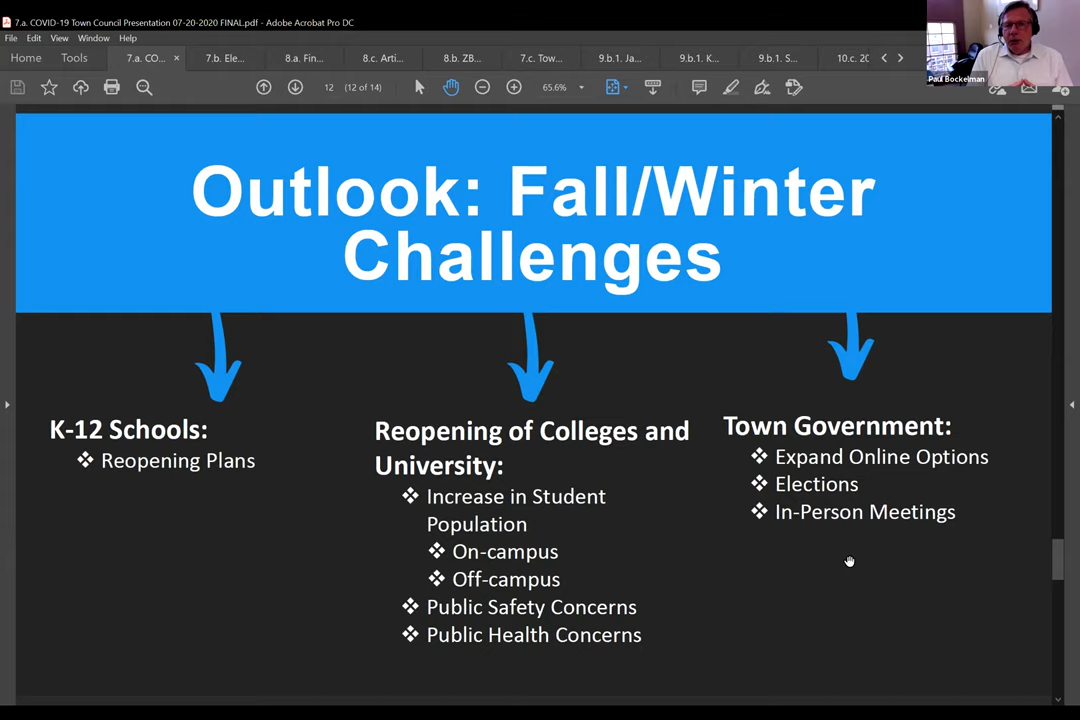 7.a. COVID-19 Town Council Presentation 07-20-2020 FINAL.pdf - Adobe Acrobat Pro DC
File Edit View Window Help
Home Tools 7.a. CO... × 7.b. Ele... 8.a. Fin... 8.c. Arti... 8.b. ZB... 7.c. Tow... 9.b.1. Ja... 9.b.1. K... 9.b.1. S... 10.c. 20
Paul Bockelman
12 (12 of 14) 65.6%
Outlook: Fall/Winter
Challenges
K-12 Schools:
❖ Reopening Plans
Reopening of Colleges and
University:
❖ Increase in Student
Population
❖ On-campus
❖ Off-campus
❖ Public Safety Concerns
❖ Public Health Concerns
Town Government:
❖ Expand Online Options
❖ Elections
❖ In-Person Meetings